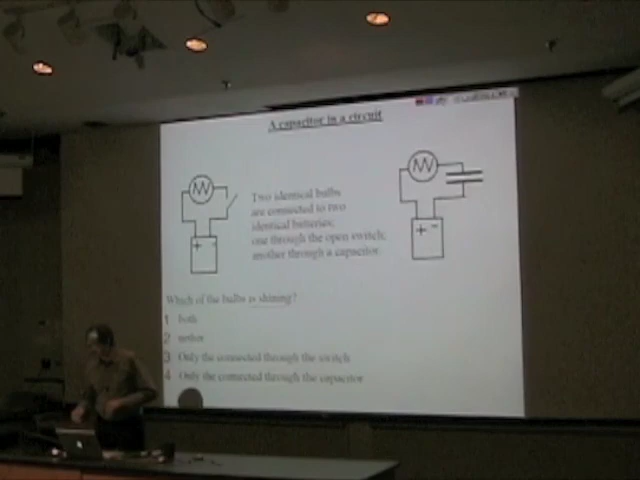 A capacitor in a circuit
Two identical bulbs
are connected to two
identical batteries;
one through the open switch;
another through a capacitor.
+ -
+ -
Which of the bulbs is shining?
1 both
2 neither
3 Only the connected through the switch
4 Only the connected through the capacitor